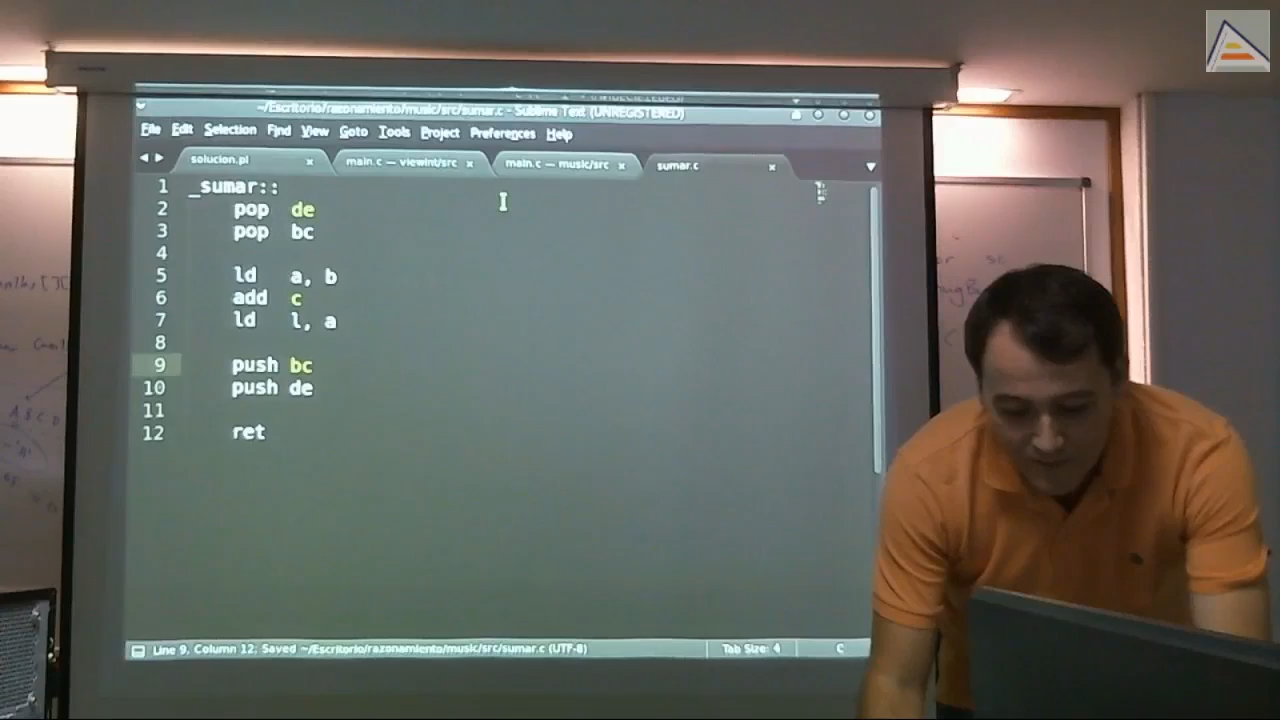 ~/Escritorio/razonamiento/music/src/sumar.c - Sublime Text (UNREGISTERED)
File Edit Selection Find View Goto Tools Project Preferences Help
solucion.pl x main.c — viewint/src x main.c — music/src x sumar.c x
1 _sumar::
2 pop de
3 pop bc
4
5 ld a, b
6 add c
7 ld l, a
8
9 push bc
10 push de
11
12 ret
Line 9, Column 12; Saved ~/Escritorio/razonamiento/music/src/sumar.c (UTF-8) Tab Size: 4 C